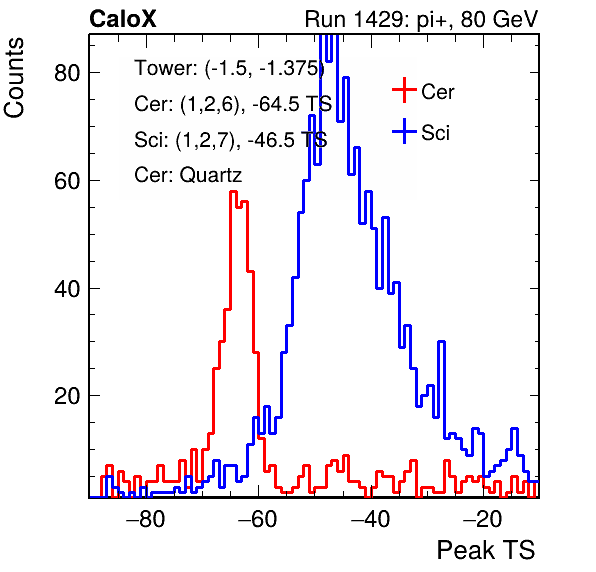 CaloX Run 1429: pi+, 80 GeV
Counts
Tower: (-1.5, -1.375)
Cer: (1,2,6), -64.5 TS
Sci: (1,2,7), -46.5 TS
Cer: Quartz
Cer
Sci
80
60
40
20
−80 −60 −40 −20
Peak TS